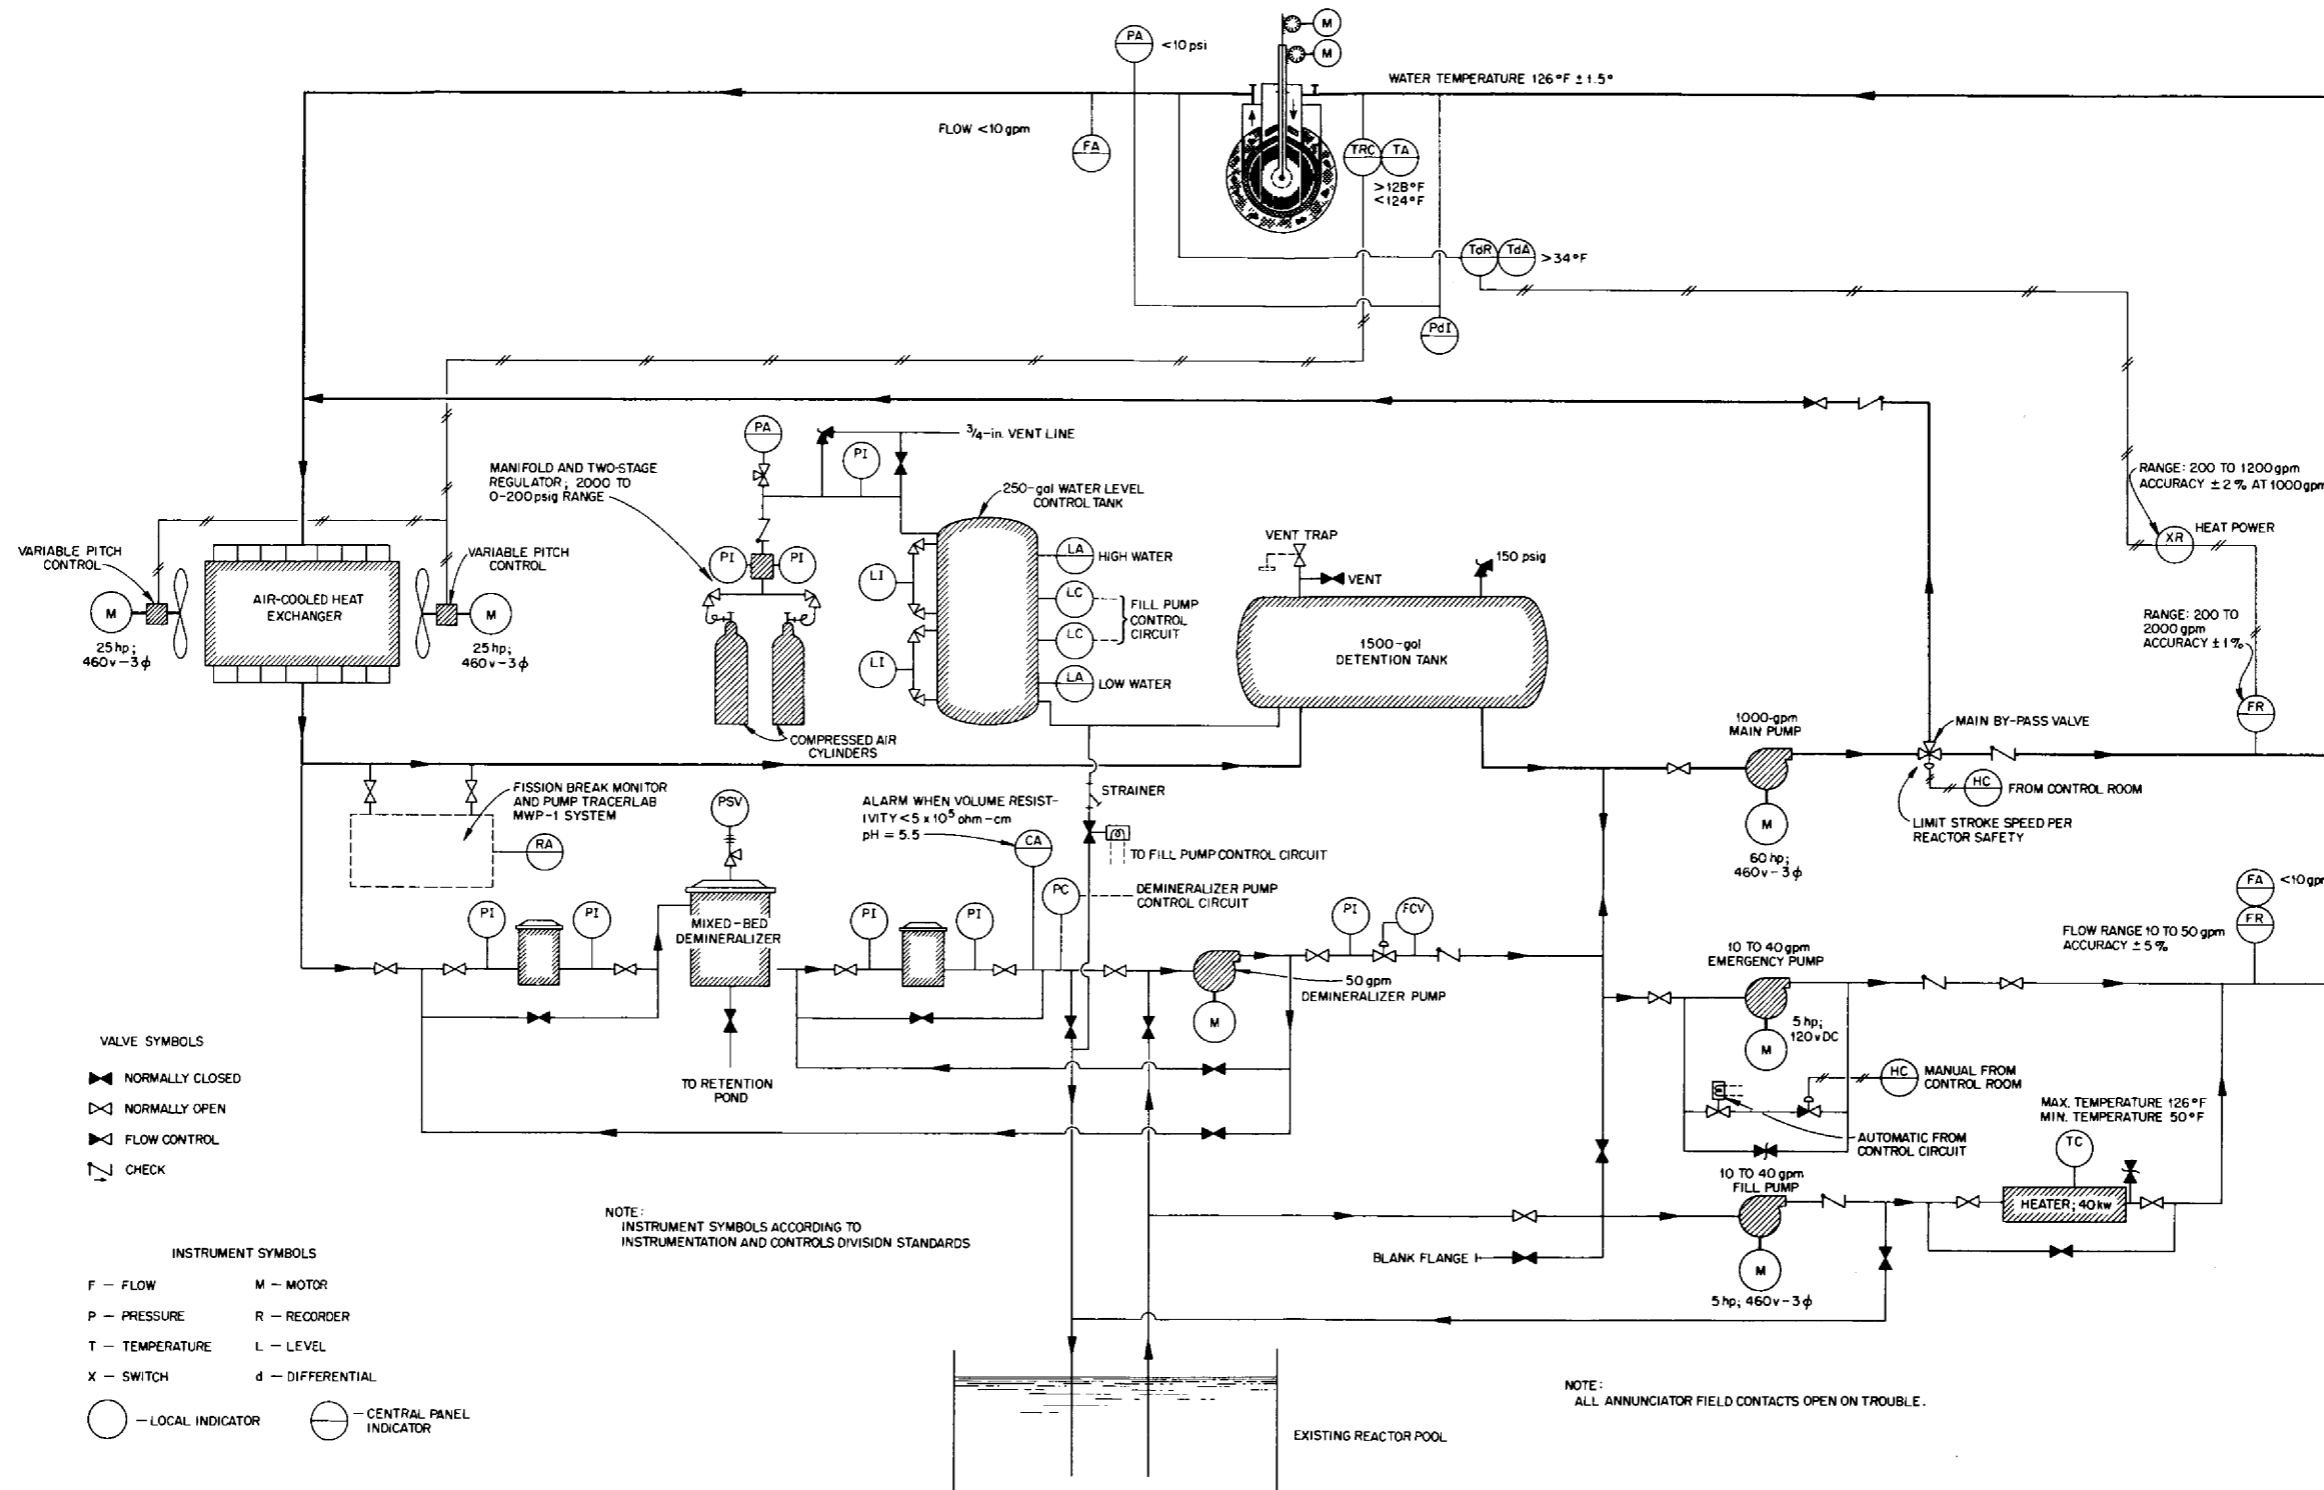 M
M
PA
<10 psi
WATER TEMPERATURE 126°F ± 1.5°
FLOW <10 gpm
FA
TRC
TA
>128°F
<124°F
TdR
TdA
>34°F
PdI
PA
3/4-in. VENT LINE
PI
MANIFOLD AND TWO-STAGE
REGULATOR; 2000 TO
0-200 psig RANGE
250-gal WATER LEVEL
CONTROL TANK
RANGE: 200 TO 1200 gpm
ACCURACY ± 2% AT 1000 gpm
XR
HEAT POWER
VARIABLE PITCH
CONTROL
VARIABLE PITCH
CONTROL
M
AIR-COOLED HEAT
EXCHANGER
M
25 hp;
460v-3ϕ
25 hp;
460v-3ϕ
PI
PI
LI
LI
LA
HIGH WATER
LC
LC
FILL PUMP
CONTROL
CIRCUIT
LA
LOW WATER
VENT TRAP
VENT
150 psig
1500-gal
DETENTION TANK
RANGE: 200 TO
2000 gpm
ACCURACY ± 1%
FR
COMPRESSED AIR
CYLINDERS
1000-gpm
MAIN PUMP
M
60 hp;
460v-3ϕ
MAIN BY-PASS VALVE
HC
FROM CONTROL ROOM
LIMIT STROKE SPEED PER
REACTOR SAFETY
FISSION BREAK MONITOR
AND PUMP TRACERLAB
MWP-1 SYSTEM
RA
PSV
ALARM WHEN VOLUME RESIST-
IVITY < 5 x 10⁵ ohm-cm
pH = 5.5
CA
STRAINER
TO FILL PUMP CONTROL CIRCUIT
PC
DEMINERALIZER PUMP
CONTROL CIRCUIT
FA
<10 gpm
FR
FLOW RANGE 10 TO 50 gpm
ACCURACY ± 5%
PI
PI
MIXED-BED
DEMINERALIZER
PI
PI
PI
FCV
50 gpm
DEMINERALIZER PUMP
M
10 TO 40 gpm
EMERGENCY PUMP
5 hp;
120v DC
M
TO RETENTION
POND
HC
MANUAL FROM
CONTROL ROOM
AUTOMATIC FROM
CONTROL CIRCUIT
MAX. TEMPERATURE 126°F
MIN. TEMPERATURE 50°F
TC
HEATER; 40 kw
10 TO 40 gpm
FILL PUMP
M
5 hp; 460v-3ϕ
BLANK FLANGE
VALVE SYMBOLS
NORMALLY CLOSED
NORMALLY OPEN
FLOW CONTROL
CHECK
NOTE:
INSTRUMENT SYMBOLS ACCORDING TO
INSTRUMENTATION AND CONTROLS DIVISION STANDARDS
INSTRUMENT SYMBOLS
F — FLOW M — MOTOR
P — PRESSURE R — RECORDER
T — TEMPERATURE L — LEVEL
X — SWITCH d — DIFFERENTIAL
— LOCAL INDICATOR
— CENTRAL PANEL
INDICATOR
EXISTING REACTOR POOL
NOTE:
ALL ANNUNCIATOR FIELD CONTACTS OPEN ON TROUBLE.